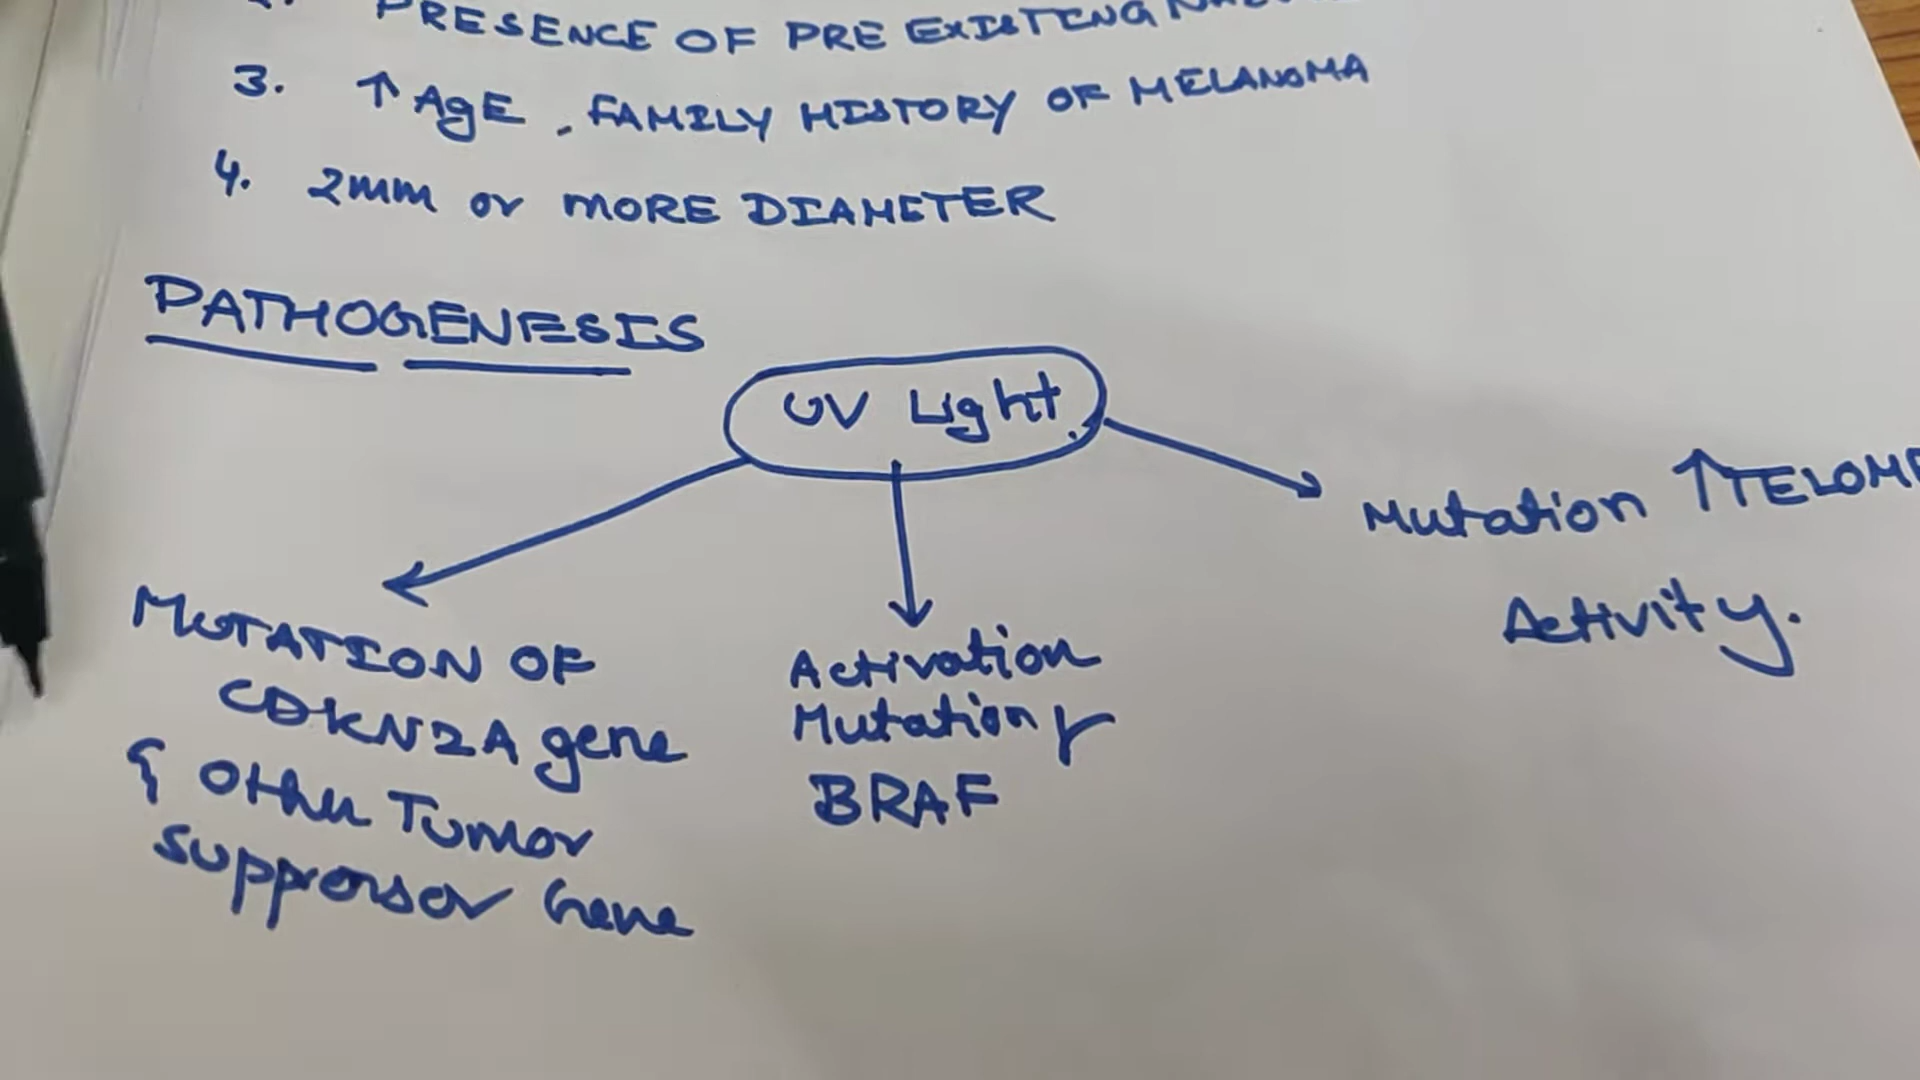 PRESENCE OF PRE EXISTING
3. ↑ AgE, FAMILY HISTORY OF MELANOMA
4. 2mm or MORE DIAMETER
PATHOGENESIS
UV Light
Mutation ↑TELOME
Activity.
MUTATION OF
CDKN2A gene
& Other Tumor
Suppressor Gene
Activation
Mutation
BRAF